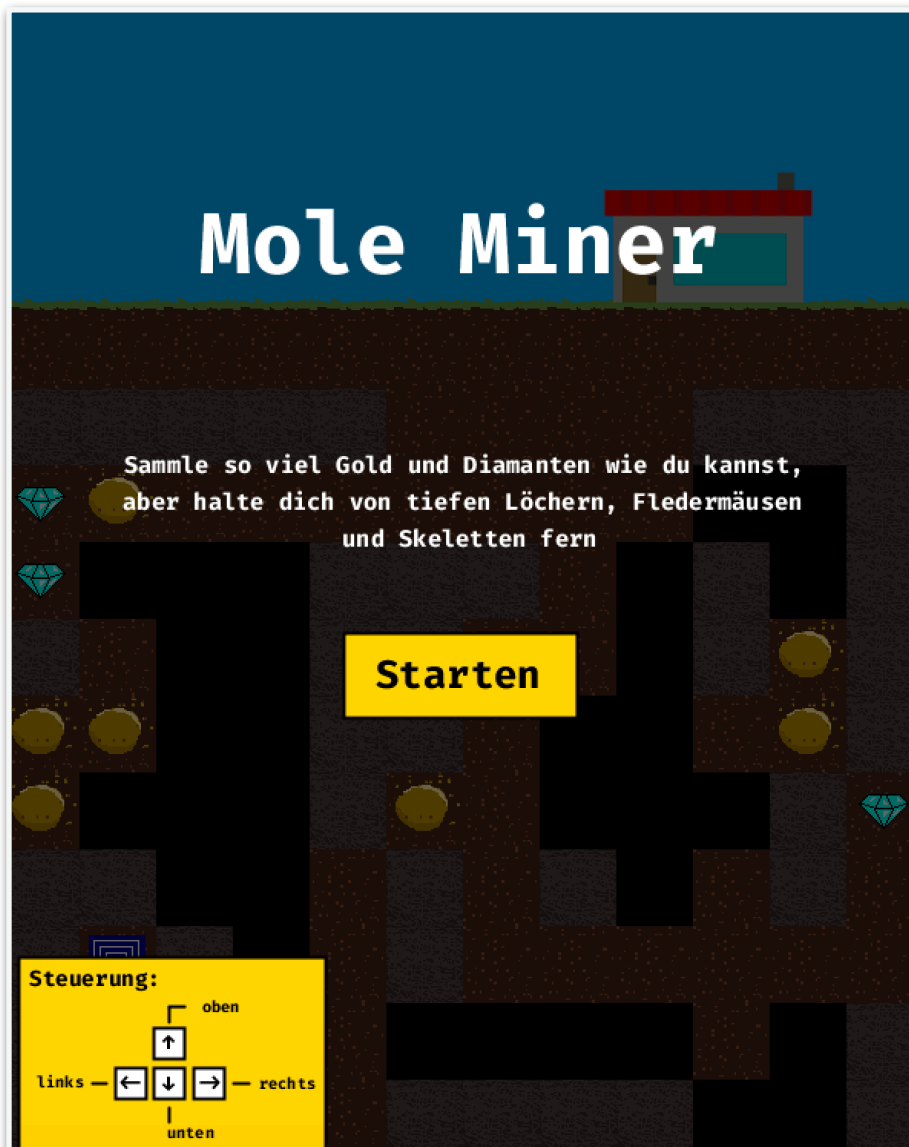 Mole Miner
Sammle so viel Gold und Diamanten wie du kannst,
aber halte dich von tiefen Löchern, Fledermäusen
und Skeletten fern
Starten
Steuerung:
oben
↑
links ← ↓ → rechts
unten